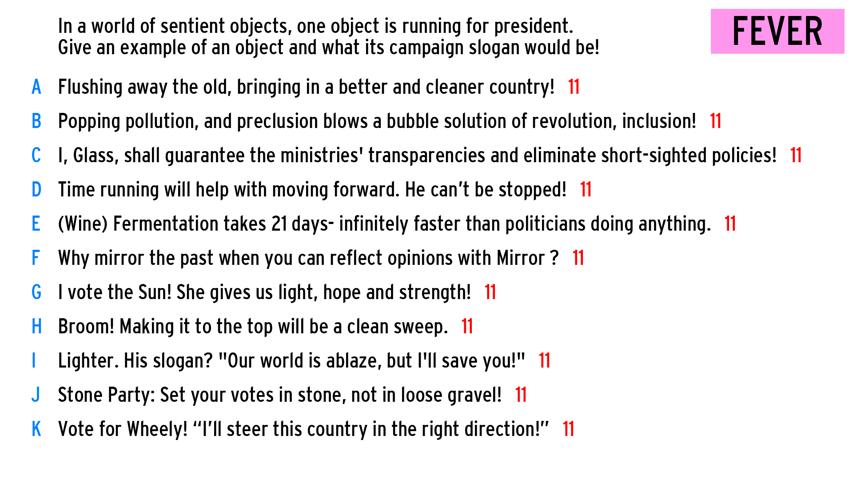 In a world of sentient objects, one object is running for president.
Give an example of an object and what its campaign slogan would be!
FEVER
A Flushing away the old, bringing in a better and cleaner country! 11
B Popping pollution, and preclusion blows a bubble solution of revolution, inclusion! 11
C I, Glass, shall guarantee the ministries' transparencies and eliminate short-sighted policies! 11
D Time running will help with moving forward. He can’t be stopped! 11
E (Wine) Fermentation takes 21 days- infinitely faster than politicians doing anything. 11
F Why mirror the past when you can reflect opinions with Mirror ? 11
G I vote the Sun! She gives us light, hope and strength! 11
H Broom! Making it to the top will be a clean sweep. 11
I Lighter. His slogan? "Our world is ablaze, but I'll save you!" 11
J Stone Party: Set your votes in stone, not in loose gravel! 11
K Vote for Wheely! “I’ll steer this country in the right direction!” 11